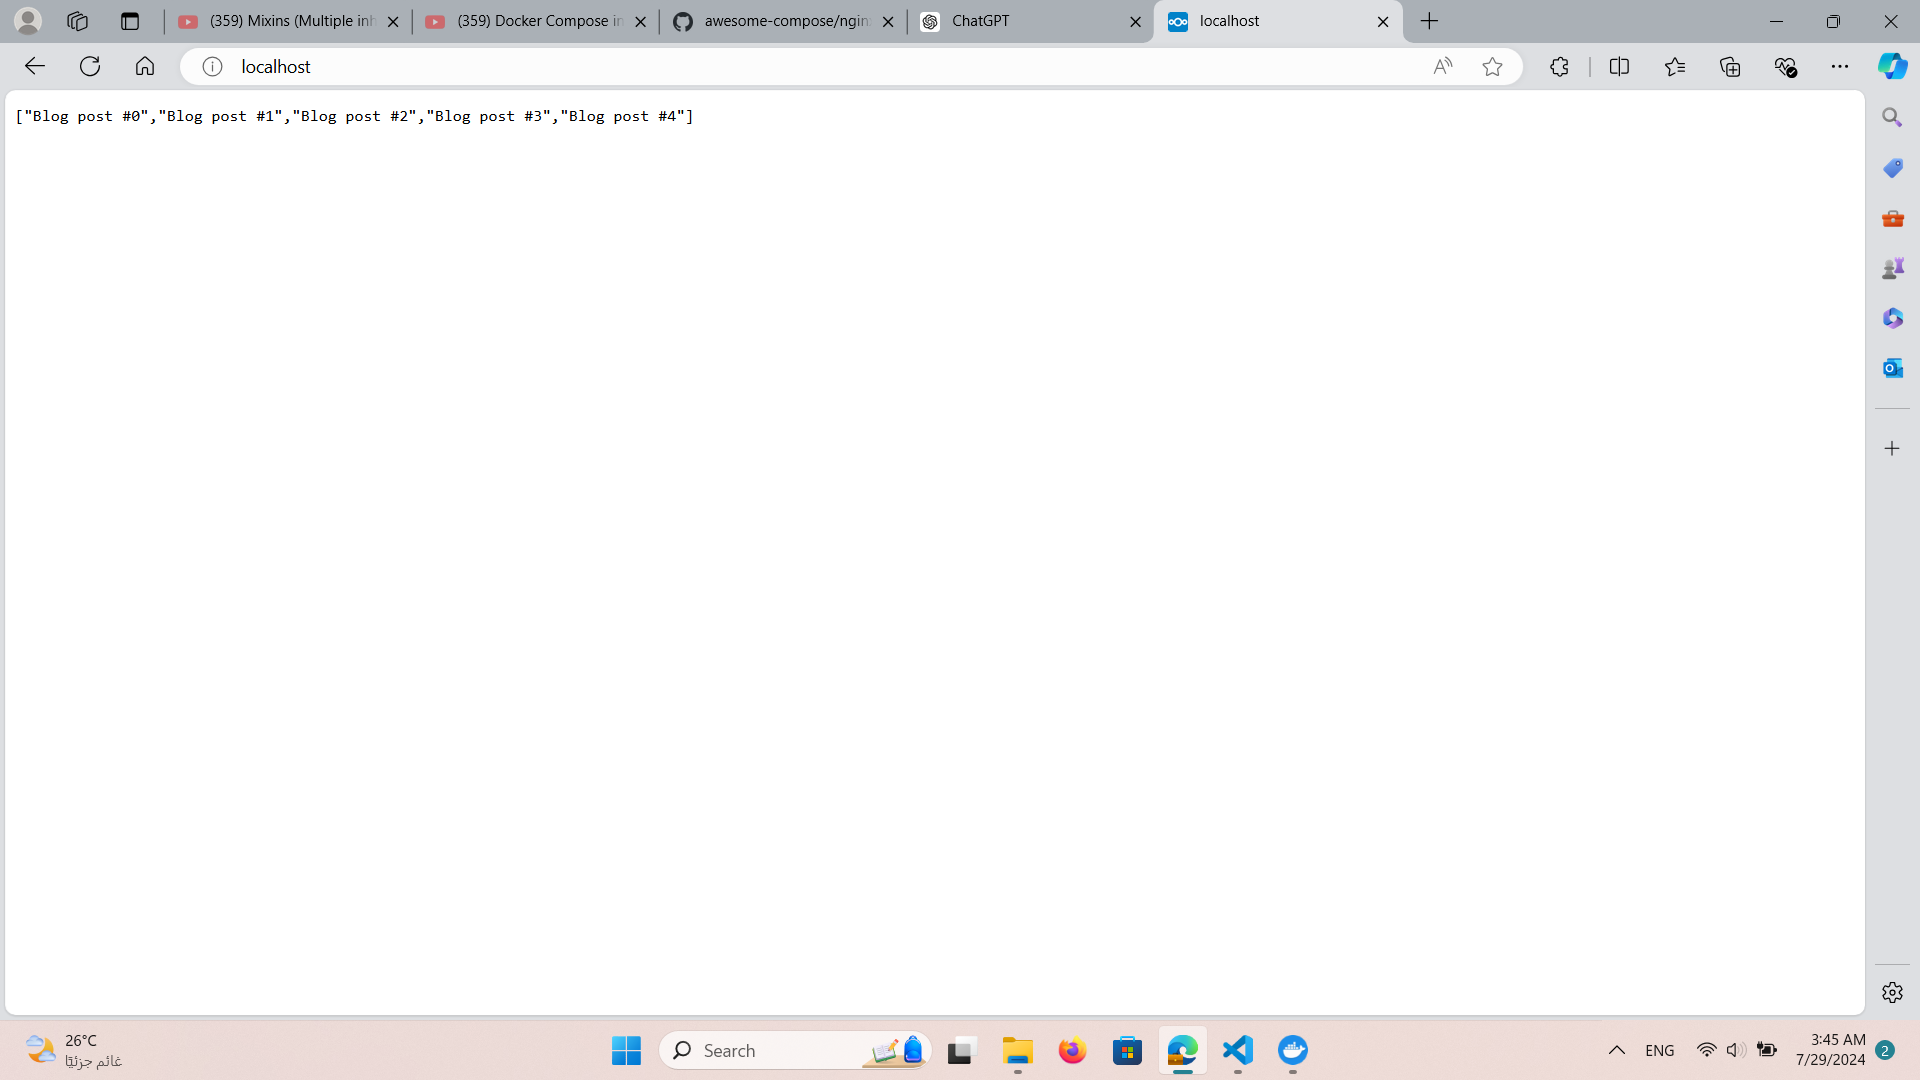 (359) Mixins (Multiple inh
(359) Docker Compose in
awesome-compose/ngin
ChatGPT
localhost
localhost
["Blog post #0","Blog post #1","Blog post #2","Blog post #3","Blog post #4"]
26°C
غائم جزئيًا
Search
ENG
3:45 AM
7/29/2024
2